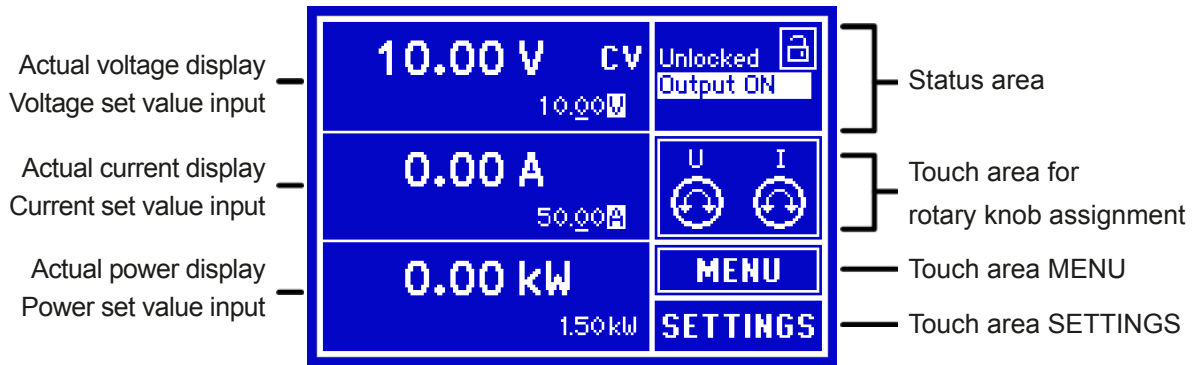 Actual voltage display
Voltage set value input
10.00 V CV
10.00V
Unlocked
Output ON
Status area
Actual current display
Current set value input
0.00 A
50.00A
U I
Touch area for
rotary knob assignment
Actual power display
Power set value input
0.00 kW
1.50 kW
MENU
Touch area MENU
SETTINGS
Touch area SETTINGS